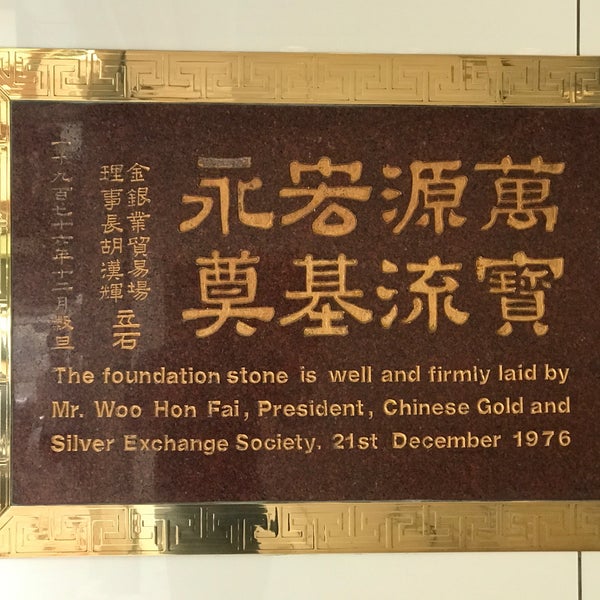 萬寶
源流
宏基
永奠
金銀業貿易場
理事長胡漢輝
立石
一千九百七十六年十二月穀旦
The foundation stone is well and firmly laid by
Mr. Woo Hon Fai, President, Chinese Gold and
Silver Exchange Society. 21st December 1976